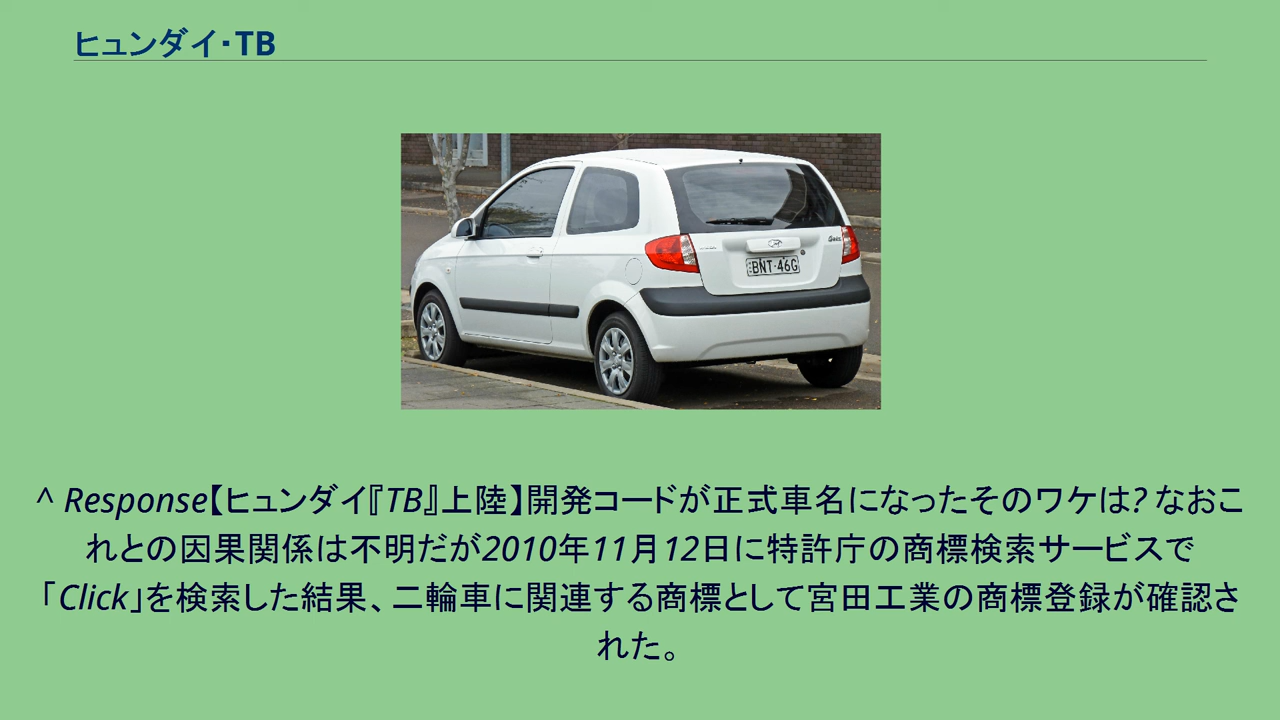 ヒュンダイ・TB
BNT·46G
Getz
^ Response【ヒュンダイ『TB』上陸】開発コードが正式車名になったそのワケは? なおこ
れとの因果関係は不明だが2010年11月12日に特許庁の商標検索サービスで
「Click」を検索した結果、二輪車に関連する商標として宮田工業の商標登録が確認さ
れた。